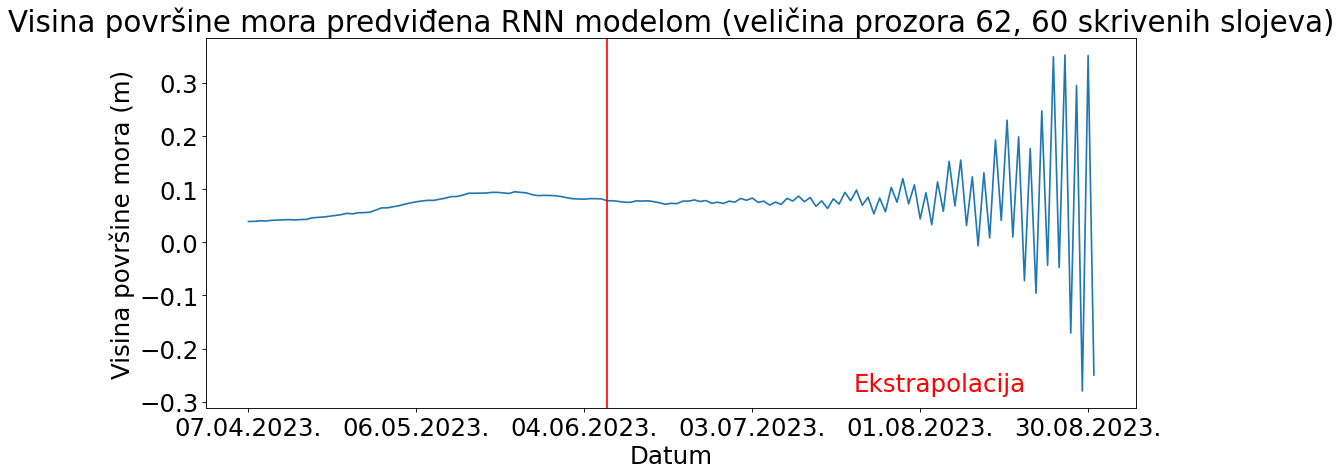 Visina površine mora predviđena RNN modelom (veličina prozora 62, 60 skrivenih slojeva)
Visina površine mora (m)
0.3
0.2
0.1
0.0
−0.1
−0.2
−0.3
Ekstrapolacija
07.04.2023. 06.05.2023. 04.06.2023. 03.07.2023. 01.08.2023. 30.08.2023.
Datum